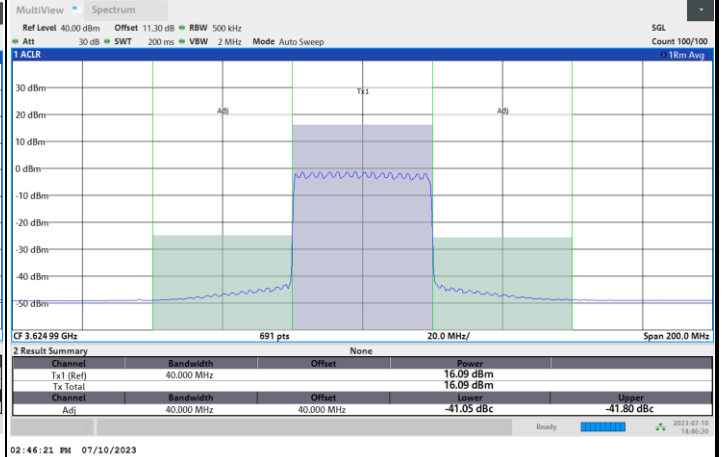 MultiView Spectrum
Ref Level 40.00 dBm Offset 11.30 dB RBW 500 kHz SGL
Att 30 dB SWT 200 ms VBW 2 MHz Mode Auto Sweep Count 100/100
1 ACLR 1Rm Avg
30 dBm
Tx1
20 dBm
Adj Adj
10 dBm
0 dBm
-10 dBm
-20 dBm
-30 dBm
-40 dBm
-50 dBm
CF 3.624 99 GHz 691 pts 20.0 MHz/ Span 200.0 MHz
2 Result Summary None
Channel Bandwidth Offset Power
Tx1 (Ref) 40.000 MHz 16.09 dBm
Tx Total 16.09 dBm
Channel Bandwidth Offset Lower Upper
Adj 40.000 MHz 40.000 MHz -41.05 dBc -41.80 dBc
Ready 2023-07-10
14:46:20
02:46:21 PM 07/10/2023